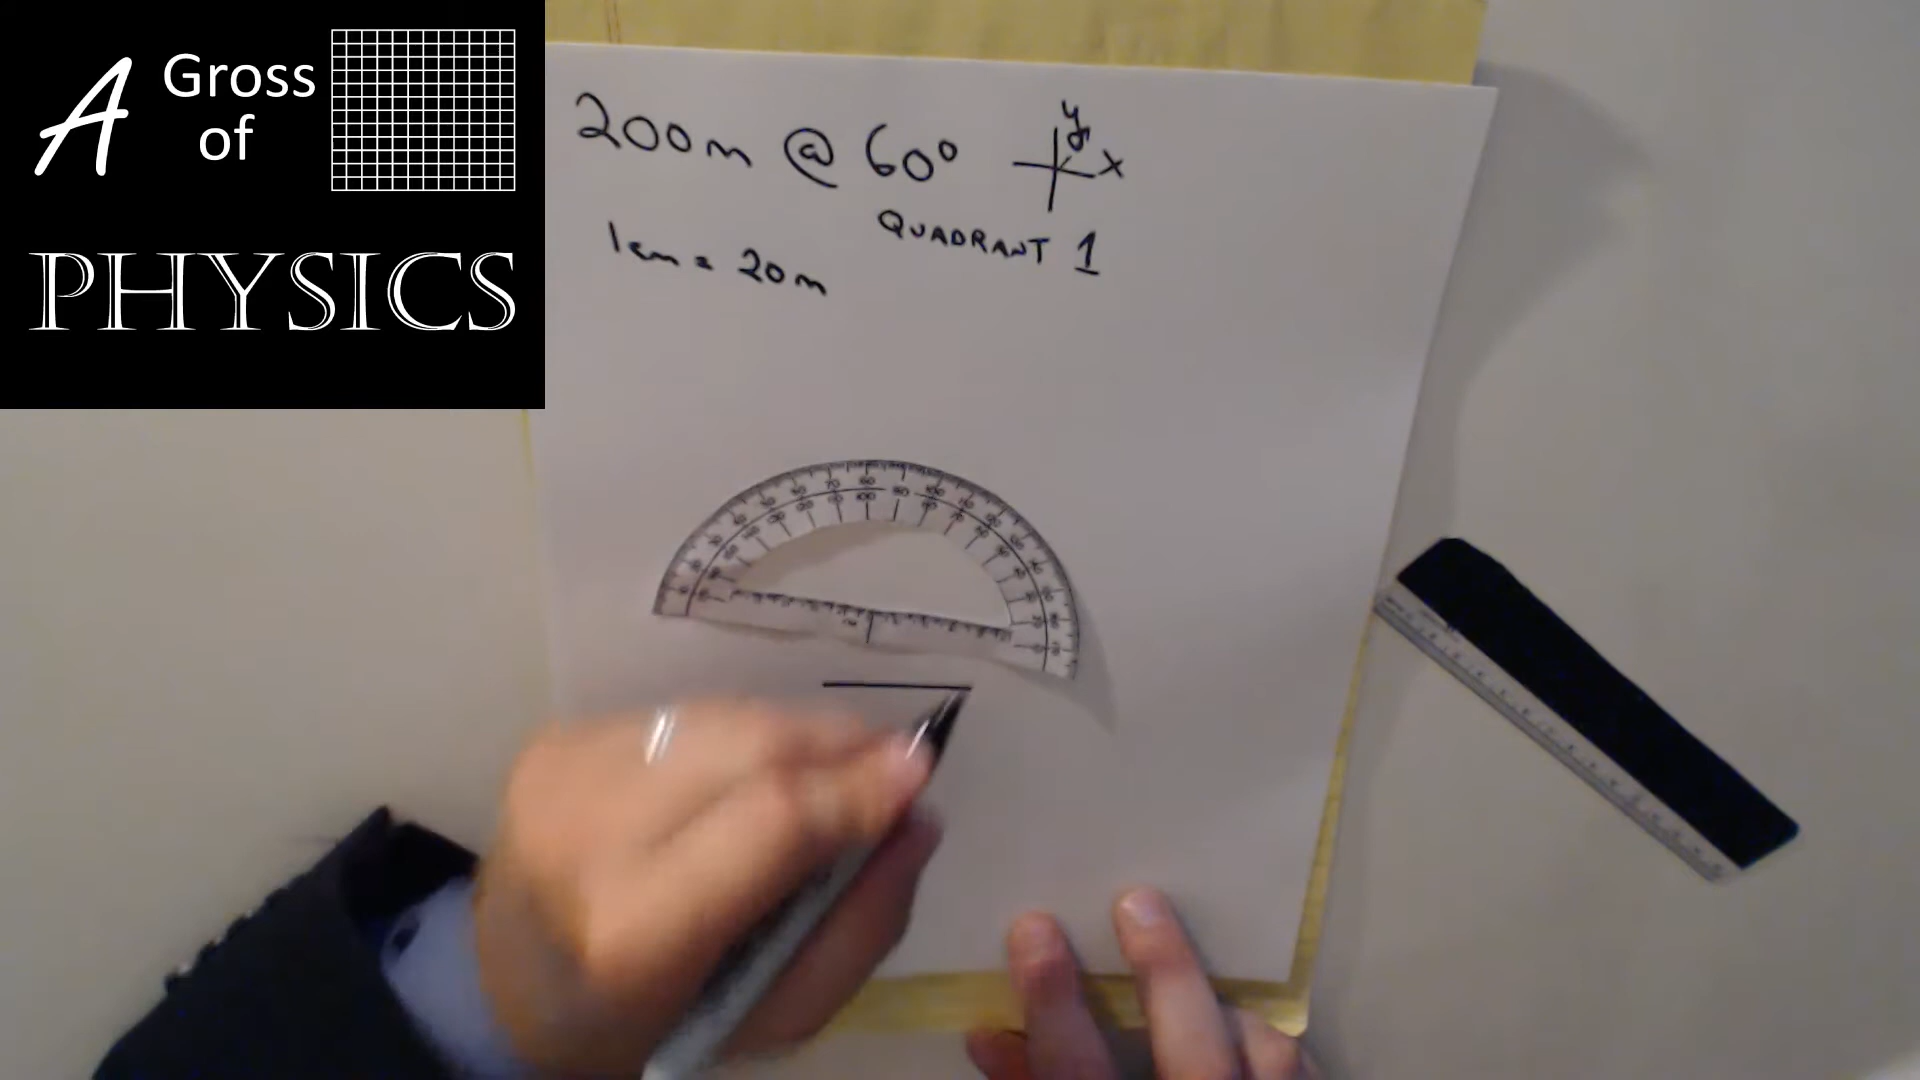 A Gross of
PHYSICS
200m @ 60° y x
QUADRANT 1
1cm = 20m